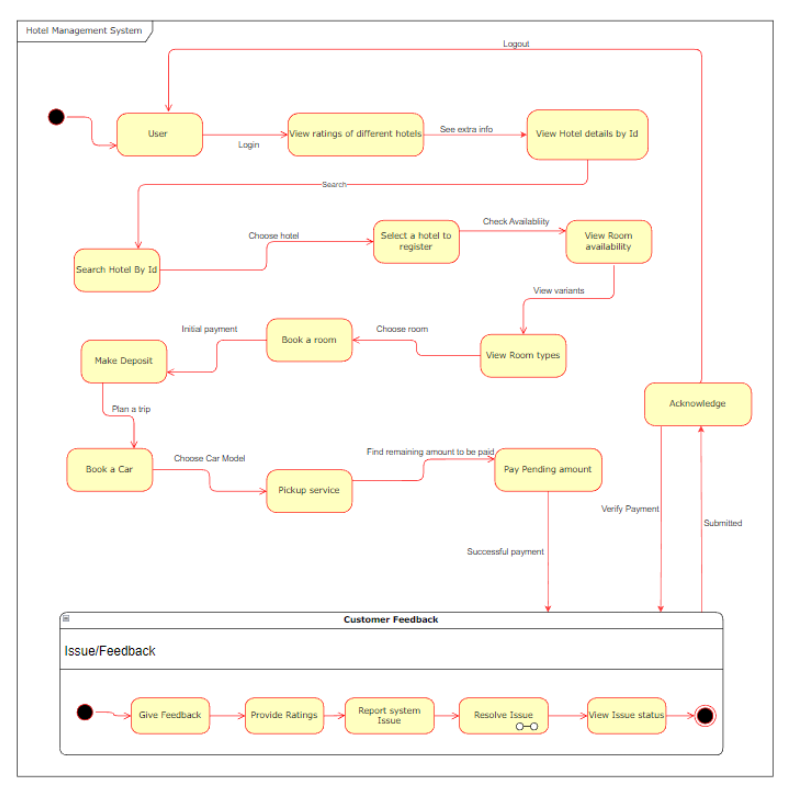 Hotel Management System
Logout
User
Login
View ratings of different hotels
See extra info
View Hotel details by Id
Search
Search Hotel By Id
Choose hotel
Select a hotel to
register
Check Availabliity
View Room
availability
View variants
View Room types
Choose room
Book a room
Initial payment
Make Deposit
Plan a trip
Book a Car
Choose Car Model
Pickup service
Find remaining amount to be paid
Pay Pending amount
Acknowledge
Successful payment
Verify Payment
Submitted
Customer Feedback
Issue/Feedback
Give Feedback
Provide Ratings
Report system
Issue
Resolve Issue
View Issue status